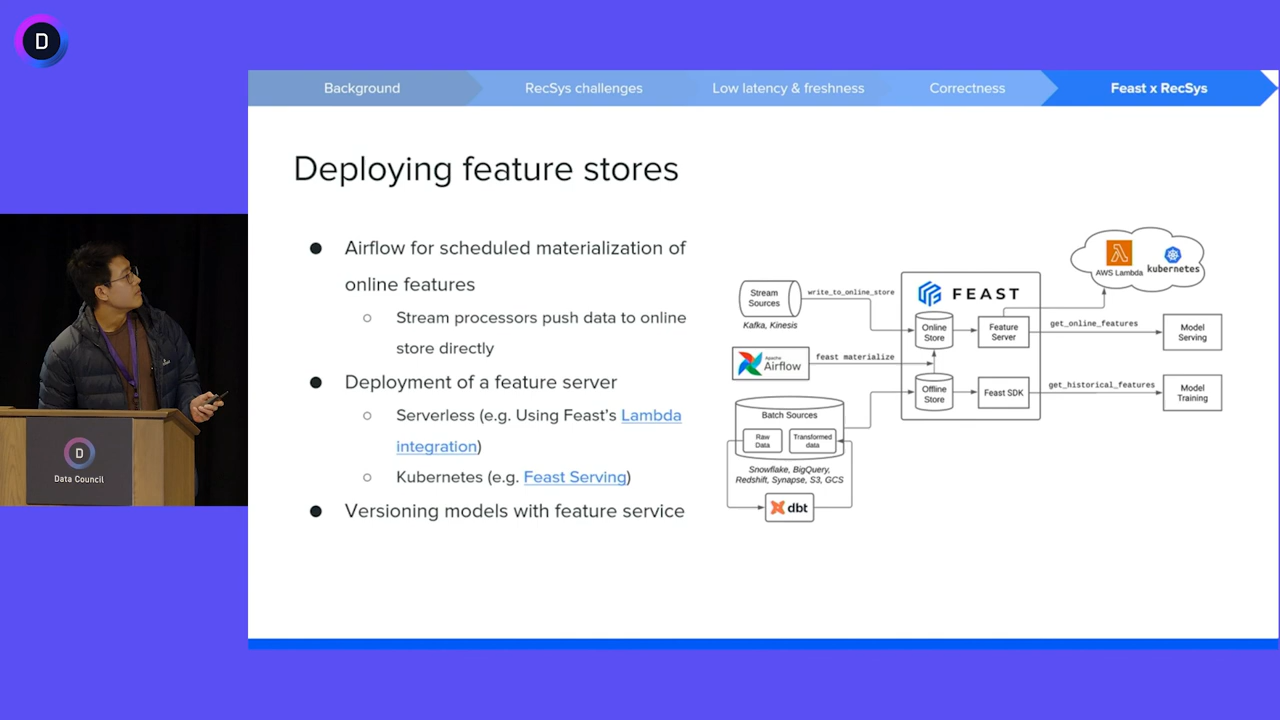 D
Background
RecSys challenges
Low latency & freshness
Correctness
Feast x RecSys
Deploying feature stores
● Airflow for scheduled materialization of
online features
○ Stream processors push data to online
store directly
● Deployment of a feature server
○ Serverless (e.g. Using Feast's Lambda
integration)
○ Kubernetes (e.g. Feast Serving)
● Versioning models with feature service
AWS Lambda
kubernetes
Stream
Sources
Kafka, Kinesis
write_to_online_store
FEAST
Online
Store
Feature
Server
get_online_features
Model
Serving
Apache
Airflow
feast materialize
Offline
Store
Feast SDK
get_historical_features
Model
Training
Batch Sources
Raw
Data
Transformed
data
Snowflake, BigQuery,
Redshift, Synapse, S3, GCS
dbt
D
Data Council